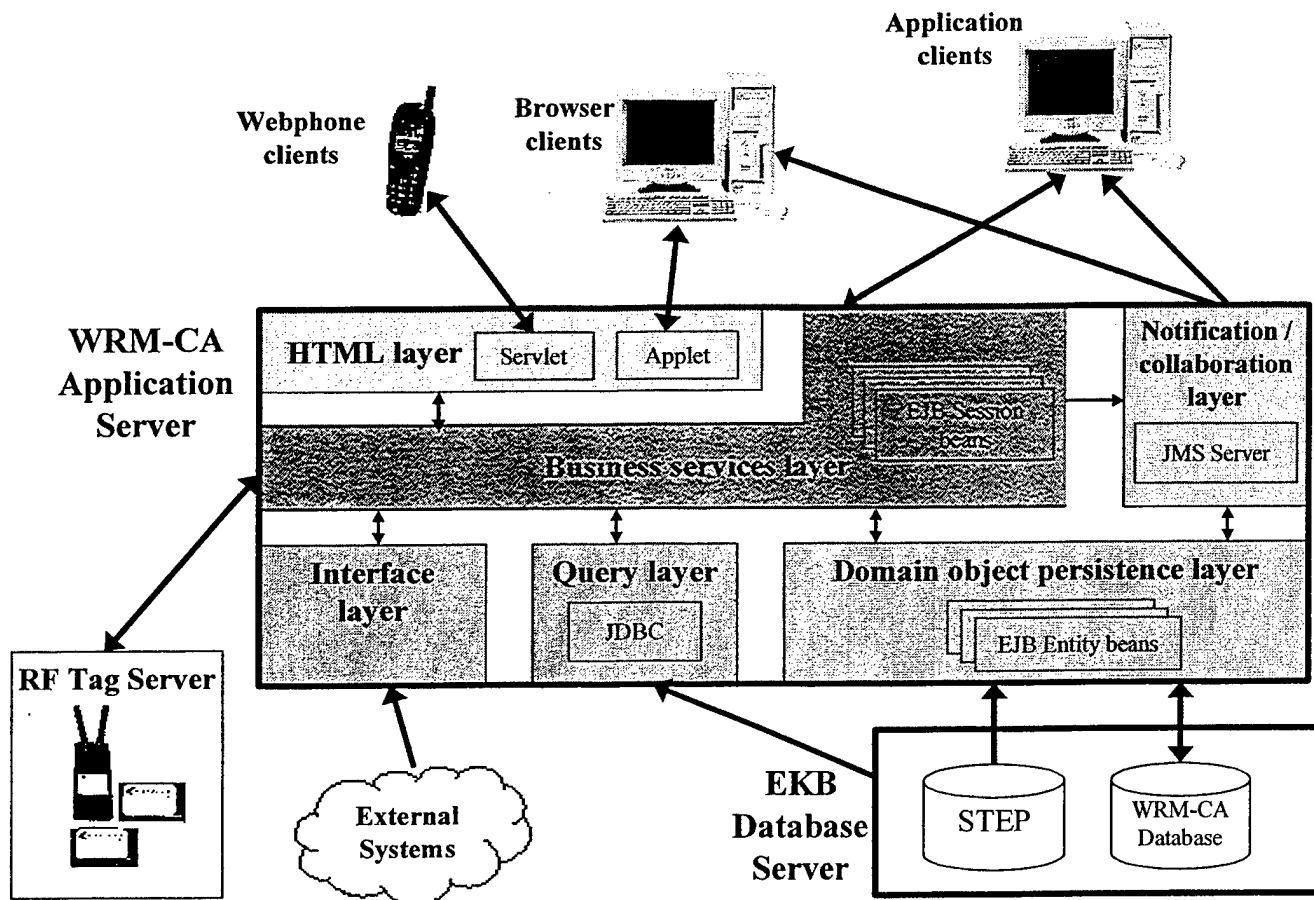 Application
clients
Webphone
clients
Browser
clients
WRM-CA
Application
Server
HTML layer
Servlet
Applet
Notification /
collaboration
layer
JMS Server
EJB Session
beans
Business services layer
Interface
layer
Query layer
JDBC
Domain object persistence layer
EJB Entity beans
RF Tag Server
External
Systems
EKB
Database
Server
STEP
WRM-CA
Database